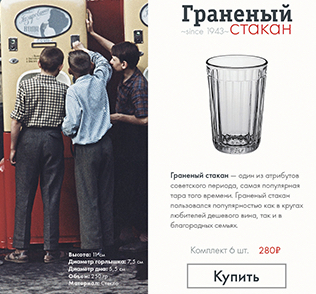 Граненый
~since 1943~ стакан
Граненый стакан — один из атрибутов
советского периода, самая популярная
тара того времени. Граненый стакан
пользовался популярностью как в кругах
любителей дешевого вина, так и в
благородных семьях.
Высота:
Диаметр горлышка: 7,5 см
Диаметр дна: 5,5 см
Объем: 250 гр
Материал: Стекло
Комплект 6 шт. 280₽
Купить